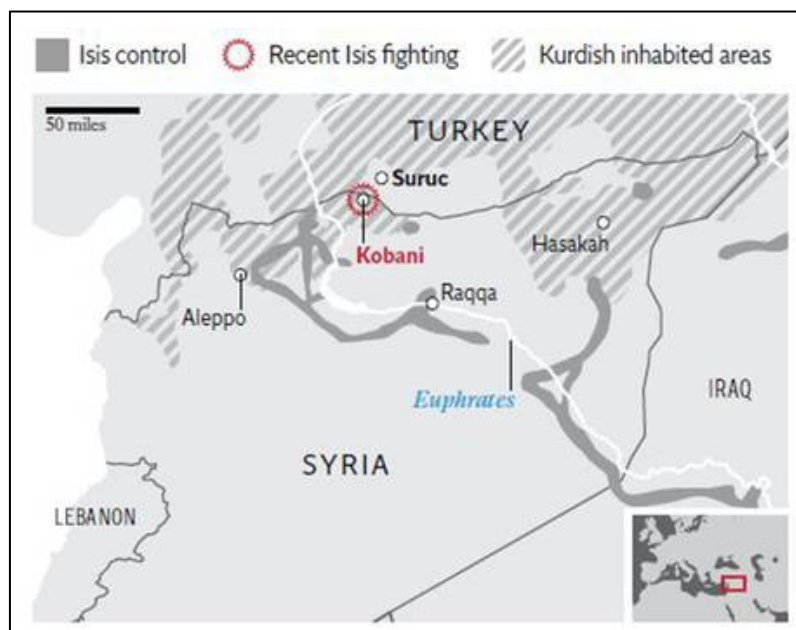 Isis control
Recent Isis fighting
Kurdish inhabited areas
50 miles
TURKEY
Suruc
Kobani
Hasakah
Aleppo
Raqqa
Euphrates
IRAQ
SYRIA
LEBANON